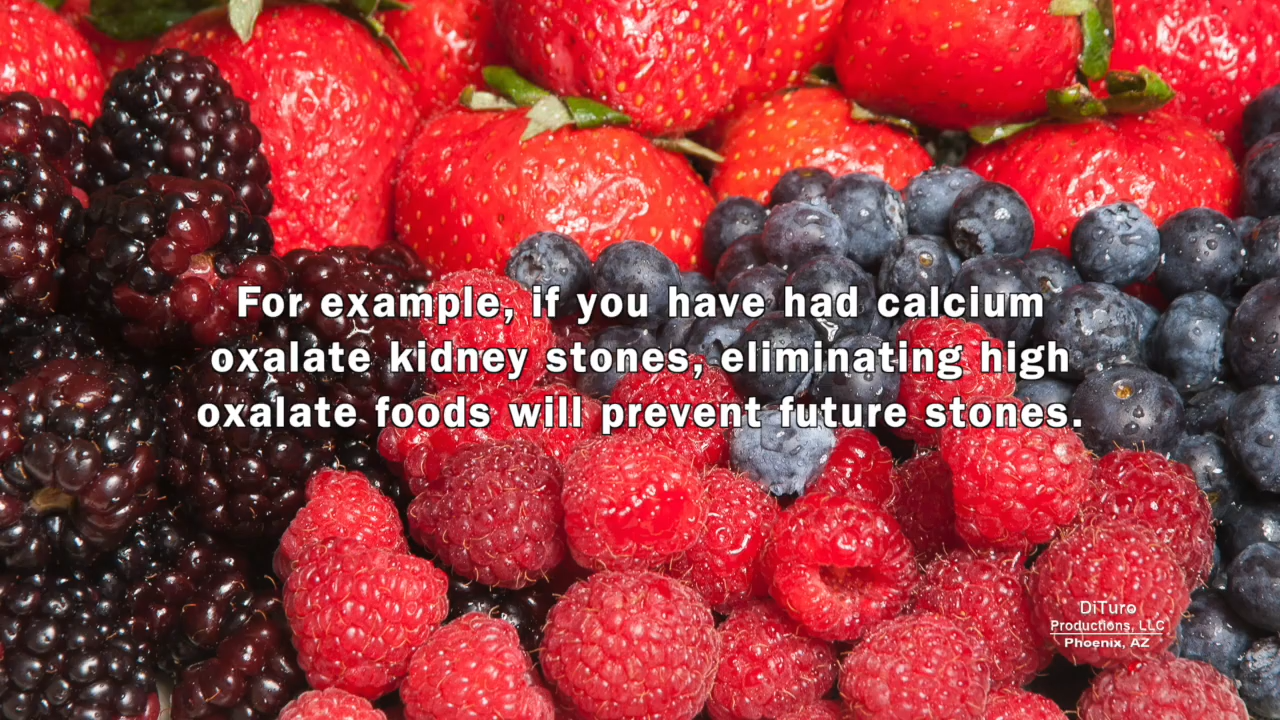 For example, if you have had calcium
oxalate kidney stones, eliminating high
oxalate foods will prevent future stones.
DiTuro
Productions, LLC
Phoenix, AZ